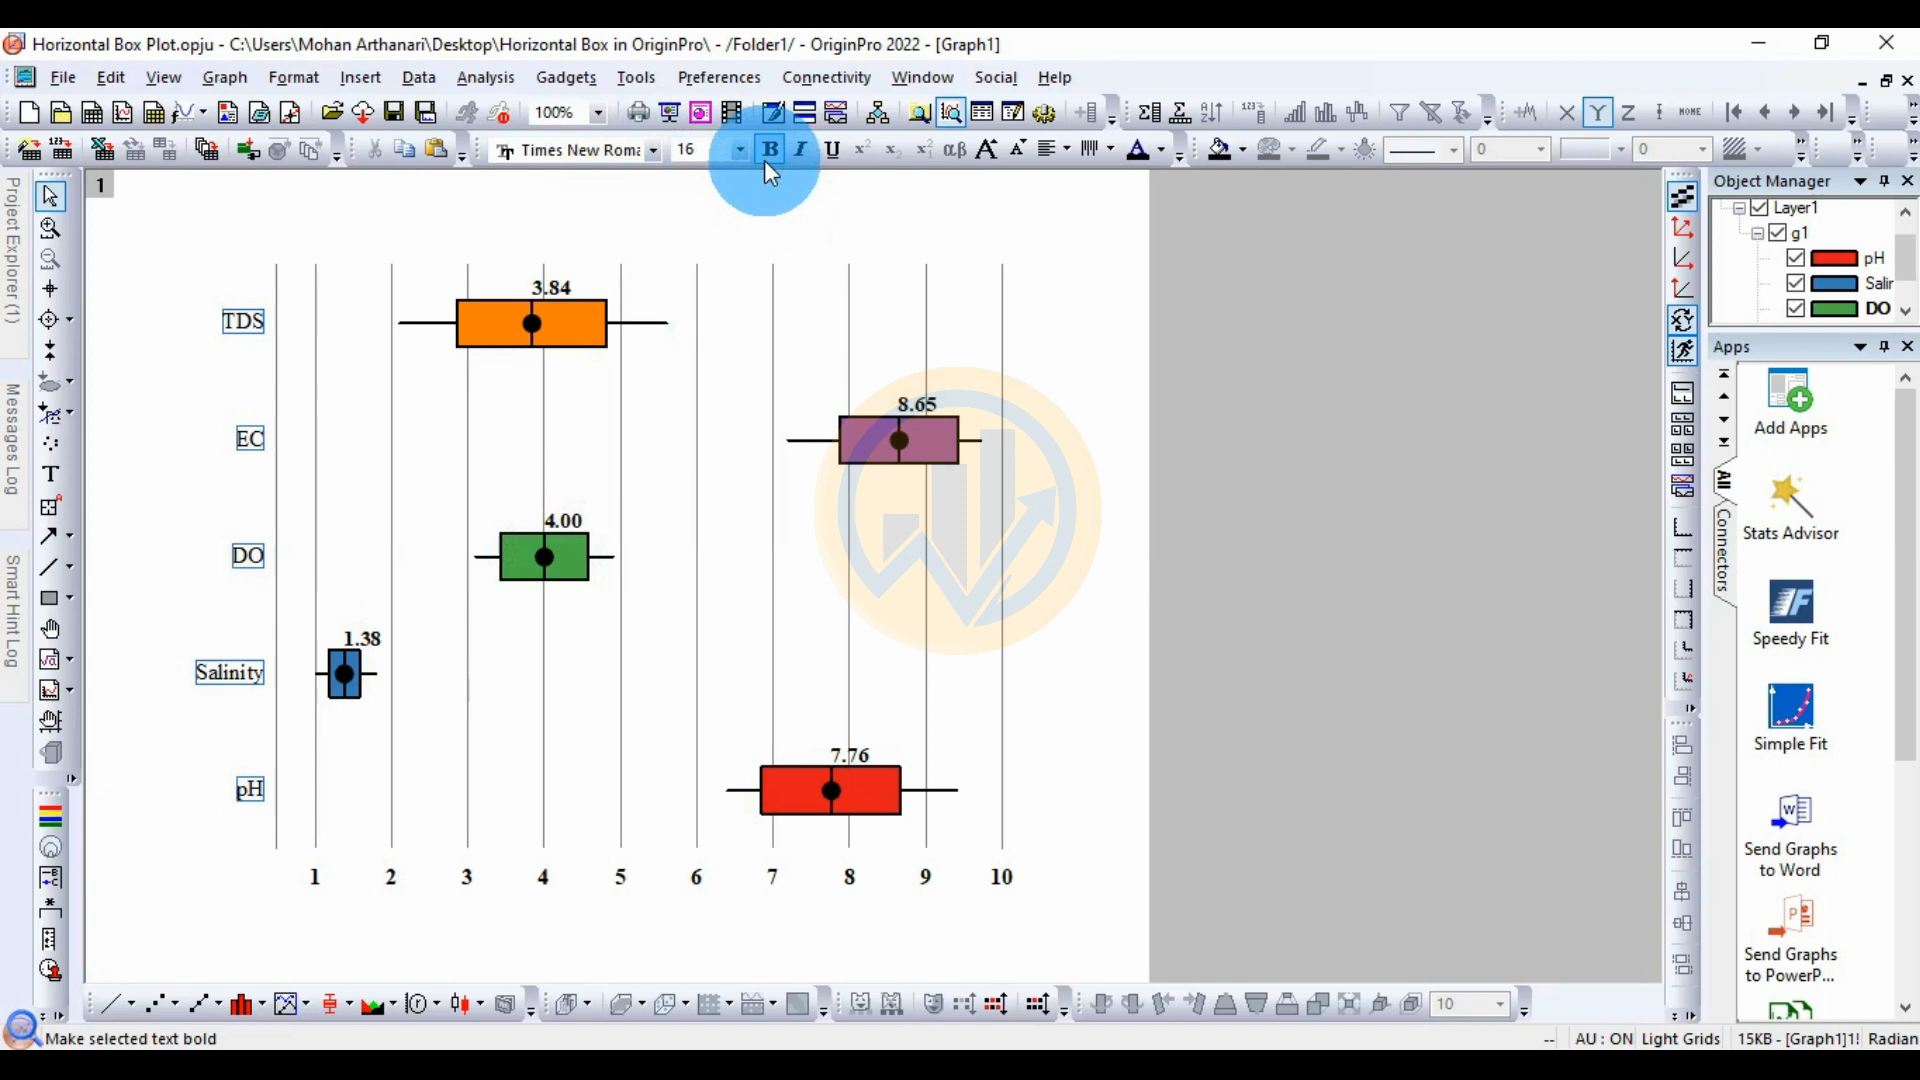 Horizontal Box Plot.opju - C:\Users\Mohan Arthanari\Desktop\Horizontal Box in OriginPro\ - /Folder1/ - OriginPro 2022 - [Graph1]
File Edit View Graph Format Insert Data Analysis Gadgets Tools Preferences Connectivity Window Social Help
100%
Times New Roma 16 B I U αβ A A A 0 0
Project Explorer (1)
Messages Log
Smart Hint Log
1
TDS
3.84
EC
8.65
DO
4.00
Salinity
1.38
pH
7.76
1 2 3 4 5 6 7 8 9 10
Object Manager
Layer1
g1
pH
Salir
DO
Apps
All
Connectors
Add Apps
Stats Advisor
Speedy Fit
Simple Fit
Send Graphs
to Word
Send Graphs
to PowerP...
10
Make selected text bold
-- AU : ON Light Grids 15KB - [Graph1]1! Radian